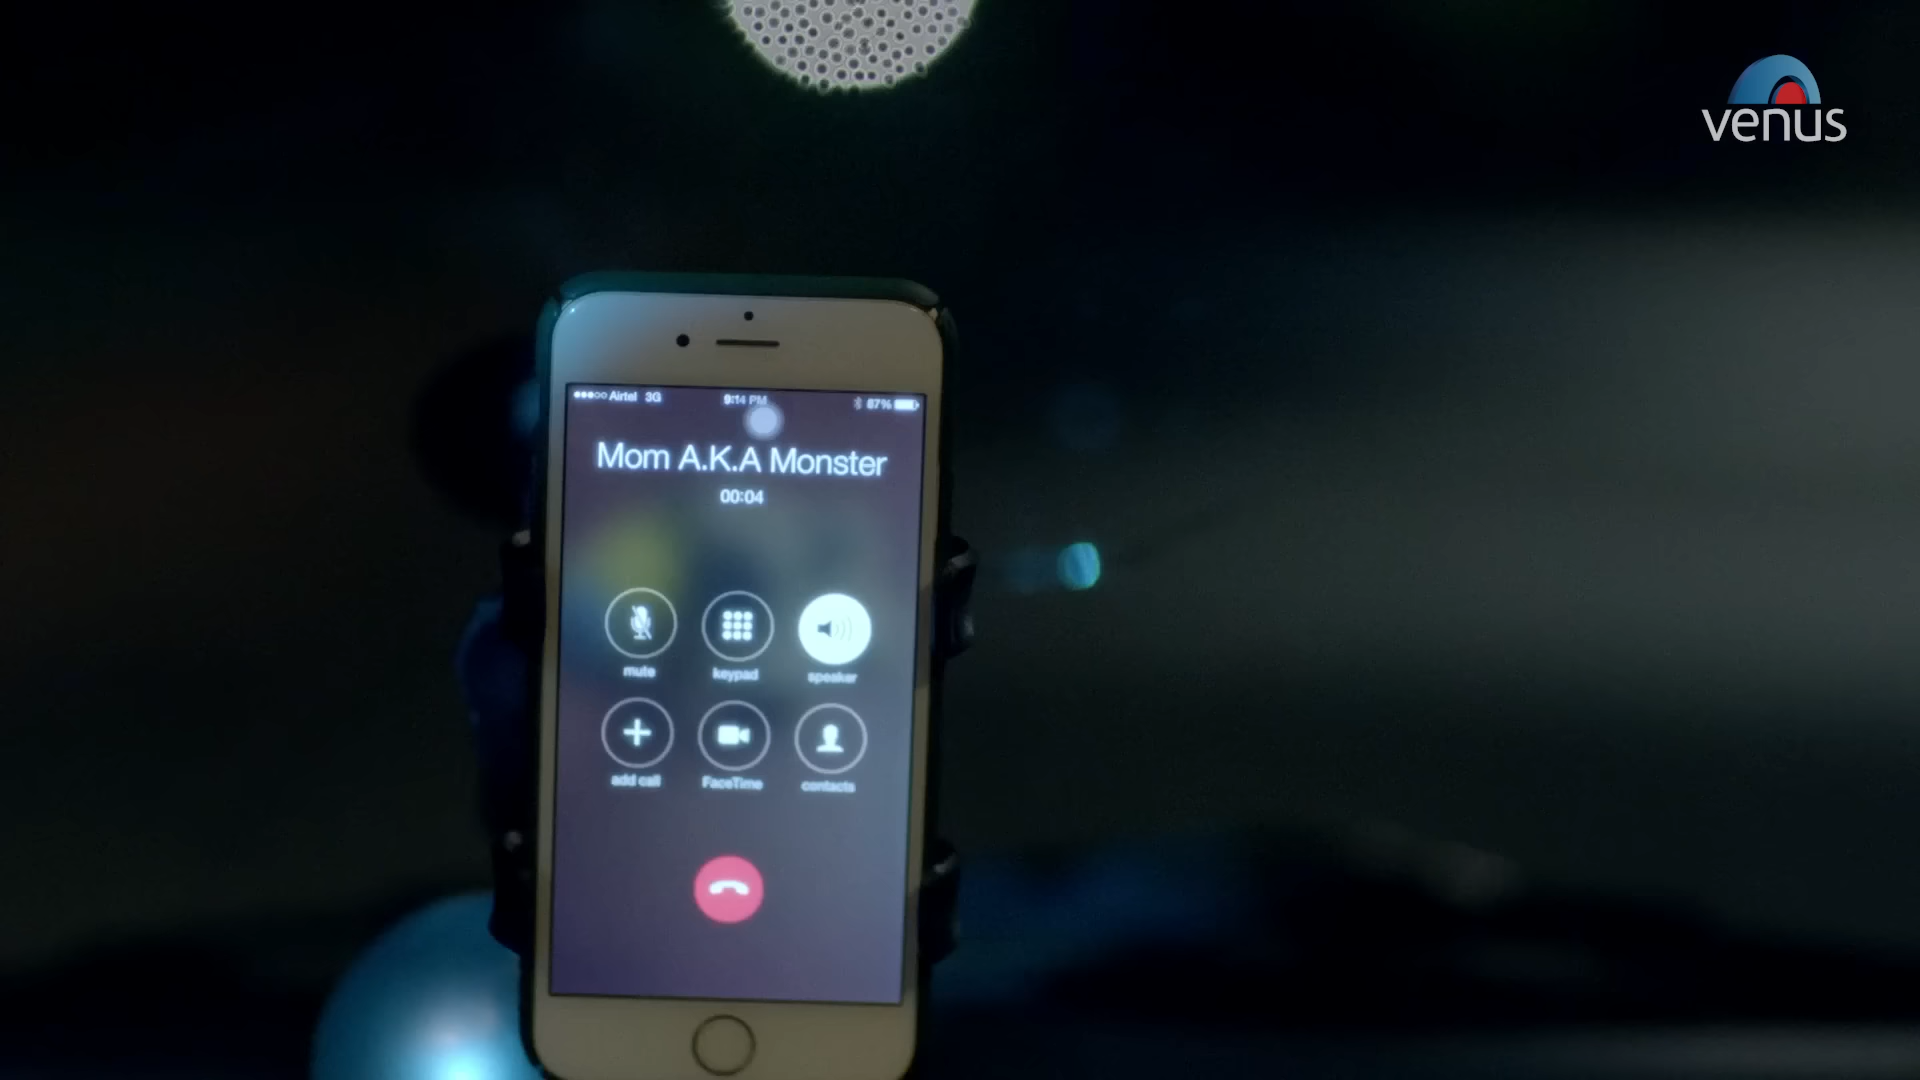 venus
●●●○○ Airtel 3G 9:14 PM 87%
Mom A.K.A Monster
00:04
mute keypad speaker
add call FaceTime contacts